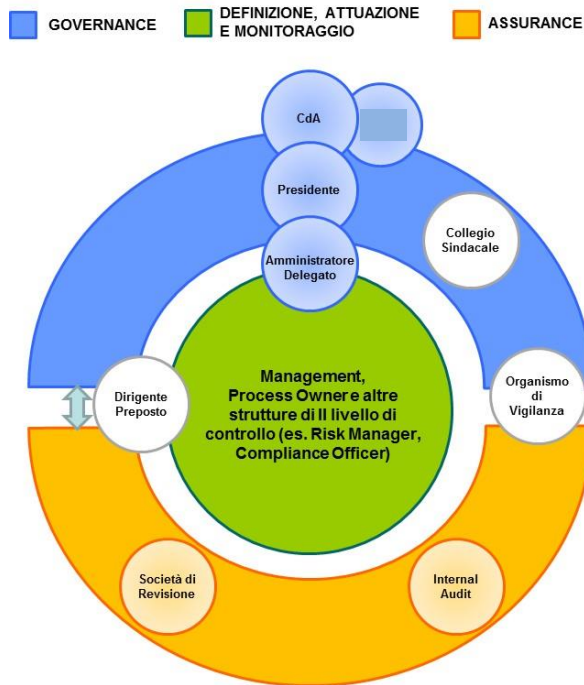 GOVERNANCE
DEFINIZIONE, ATTUAZIONE
E MONITORAGGIO
ASSURANCE
CdA
Presidente
Collegio
Sindacale
Amministratore
Delegato
Dirigente
Preposto
Management,
Process Owner e altre
strutture di II livello di
controllo (es. Risk Manager,
Compliance Officer)
Organismo
di
Vigilanza
Società di
Revisione
Internal
Audit